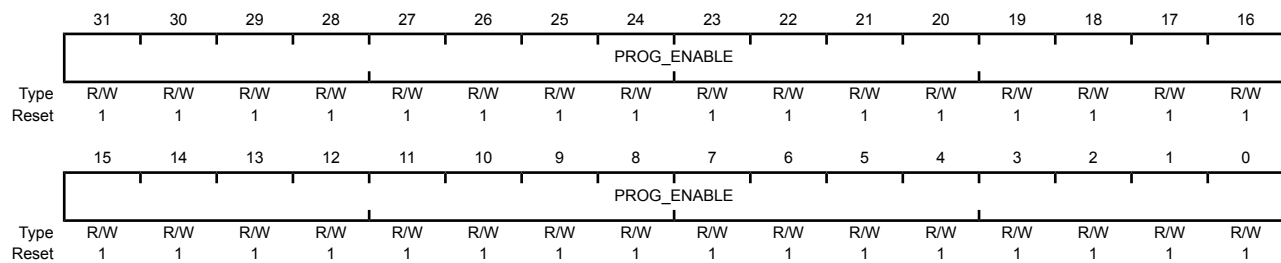 31 30 29 28 27 26 25 24 23 22 21 20 19 18 17 16
PROG_ENABLE
Type R/W R/W R/W R/W R/W R/W R/W R/W R/W R/W R/W R/W R/W R/W R/W R/W
Reset 1 1 1 1 1 1 1 1 1 1 1 1 1 1 1 1
15 14 13 12 11 10 9 8 7 6 5 4 3 2 1 0
PROG_ENABLE
Type R/W R/W R/W R/W R/W R/W R/W R/W R/W R/W R/W R/W R/W R/W R/W R/W
Reset 1 1 1 1 1 1 1 1 1 1 1 1 1 1 1 1